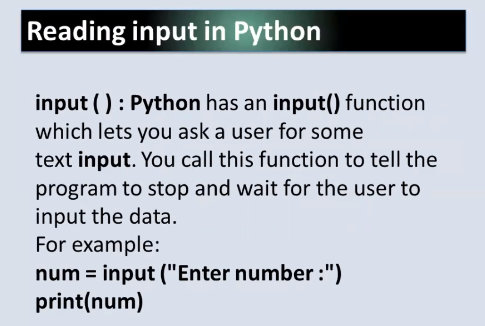 Reading input in Python
input ( ) : Python has an input() function
which lets you ask a user for some
text input. You call this function to tell the
program to stop and wait for the user to
input the data.
For example:
num = input ("Enter number :")
print(num)